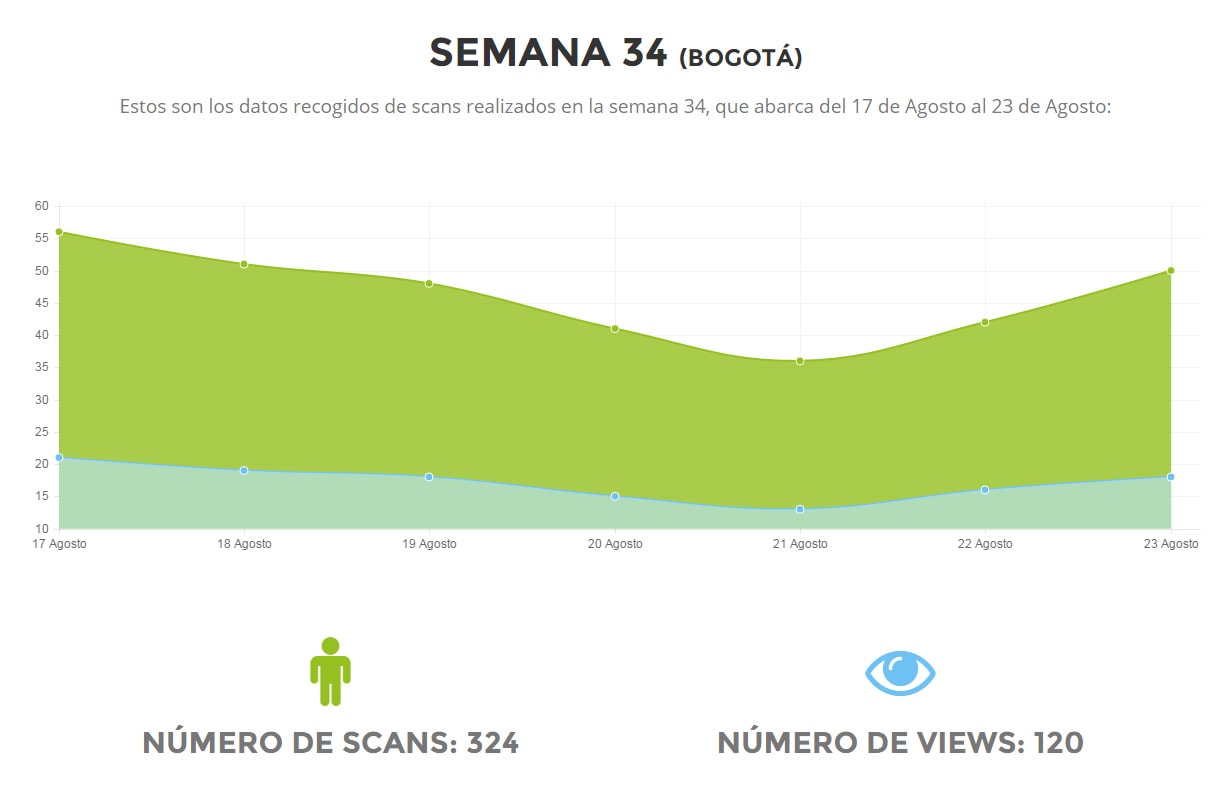 SEMANA 34 (BOGOTÁ)
Estos son los datos recogidos de scans realizados en la semana 34, que abarca del 17 de Agosto al 23 de Agosto:
60
55
50
45
40
35
30
25
20
15
10
17 Agosto 18 Agosto 19 Agosto 20 Agosto 21 Agosto 22 Agosto 23 Agosto
NÚMERO DE SCANS: 324 NÚMERO DE VIEWS: 120